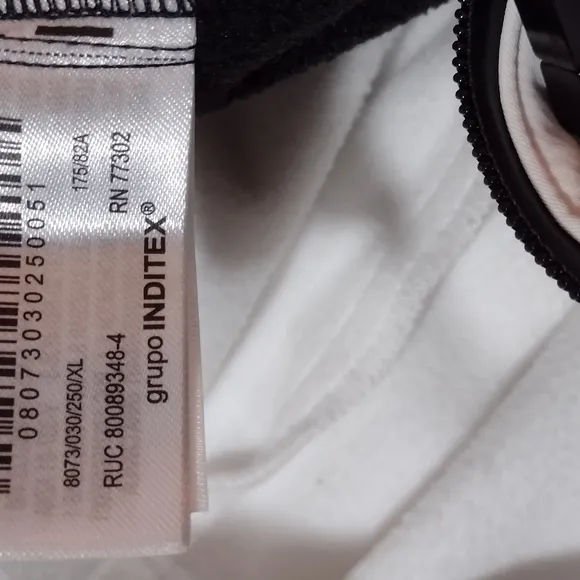 08073030250051
8073/030/250/XL
175/82A
RUC 80089348-4
RN 77302
grupo INDITEX®